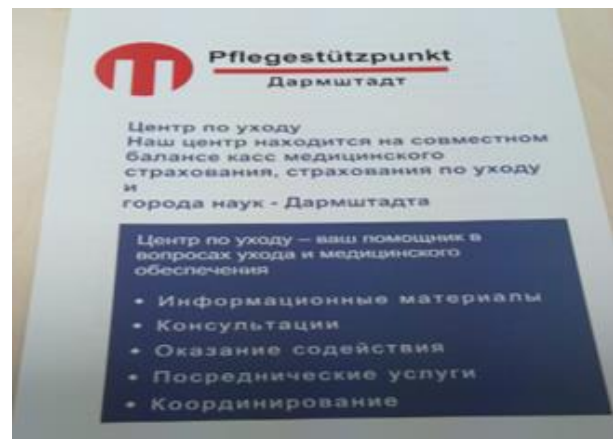 Pflegestützpunkt
Дармштадт
Центр по уходу
Наш центр находится на совместном
балансе касс медицинского
страхования, страхования по уходу
и
города наук - Дармштадта
Центр по уходу – ваш помощник в
вопросах ухода и медицинского
обеспечения
• Информационные материалы
• Консультации
• Оказание содействия
• Посреднические услуги
• Координирование